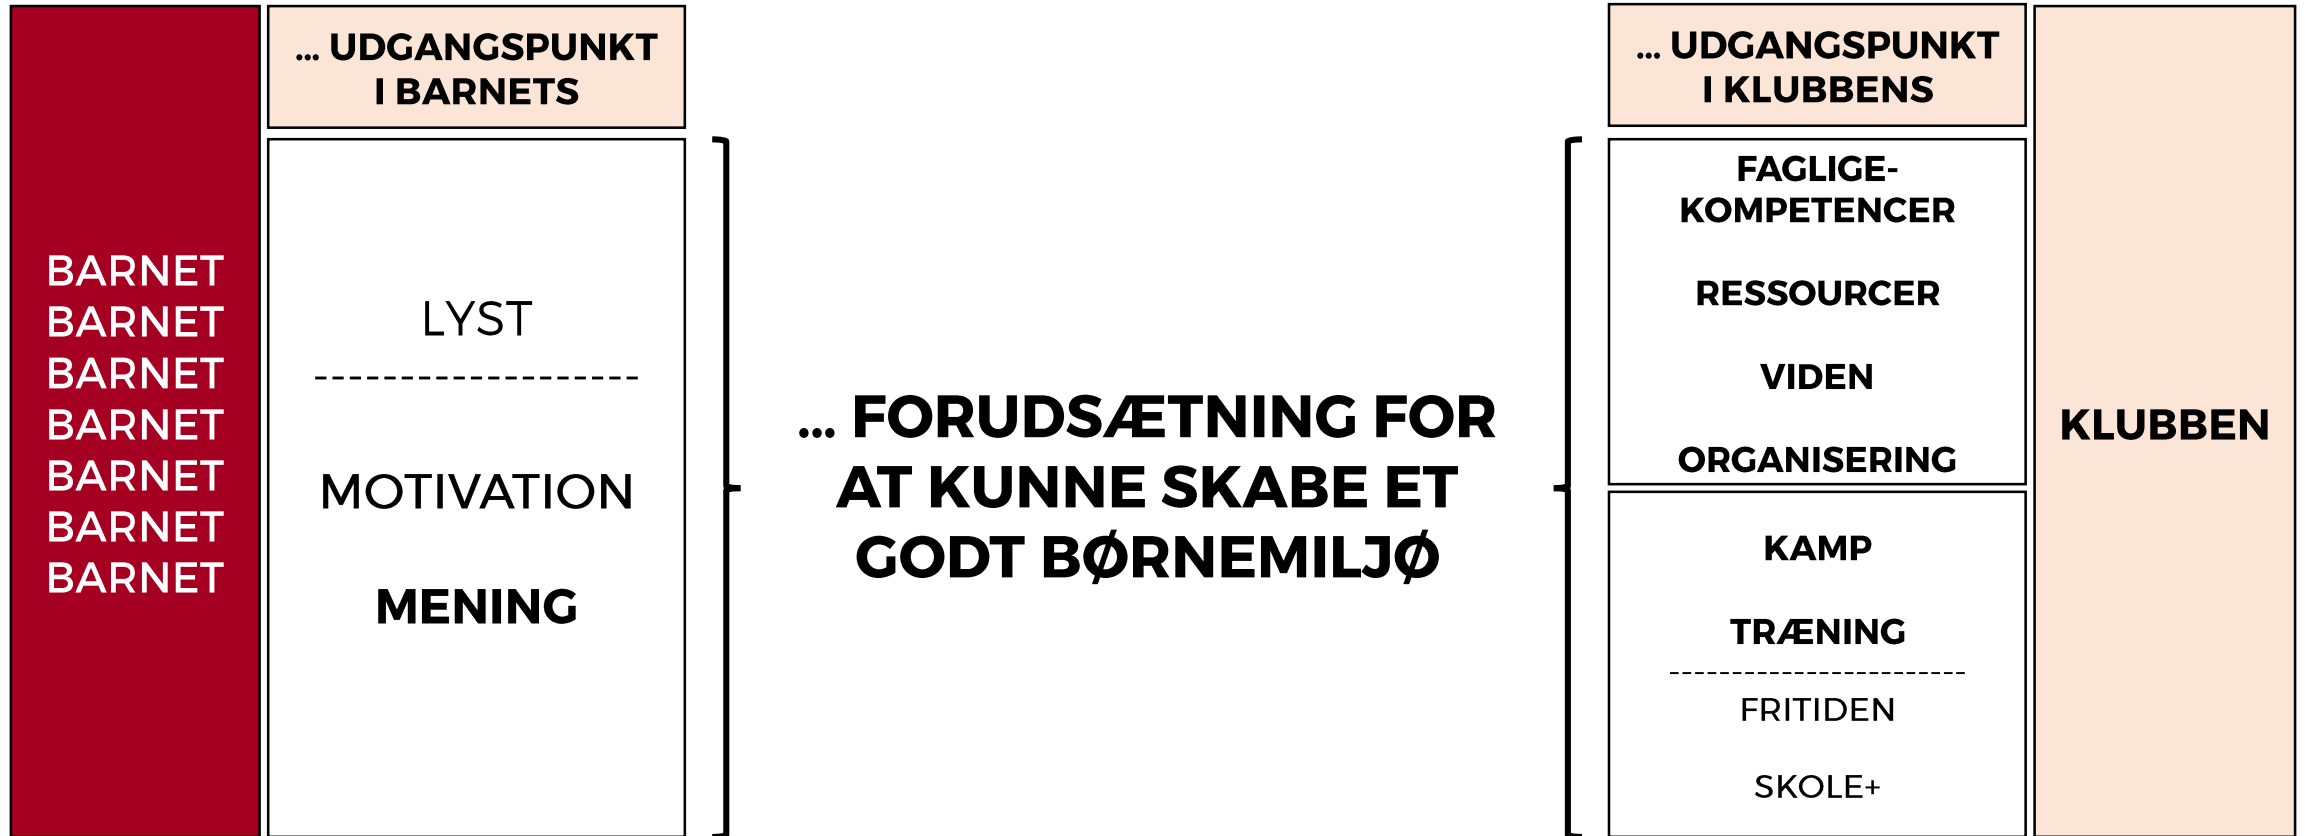 BARNET
BARNET
BARNET
BARNET
BARNET
BARNET
BARNET
... UDGANGSPUNKT
I BARNETS
LYST
MOTIVATION
MENING
... FORUDSÆTNING FOR
AT KUNNE SKABE ET
GODT BØRNEMILJØ
... UDGANGSPUNKT
I KLUBBENS
FAGLIGE-
KOMPETENCER
RESSOURCER
VIDEN
ORGANISERING
KAMP
TRÆNING
FRITIDEN
SKOLE+
KLUBBEN